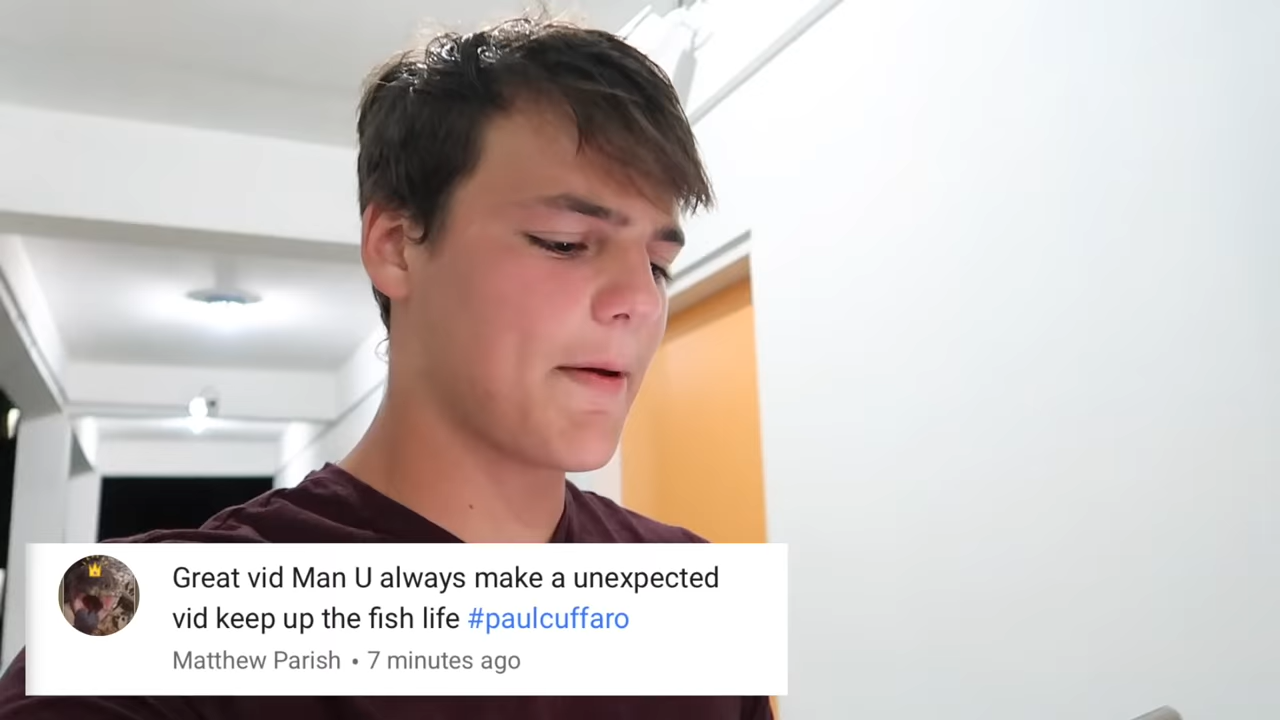 Great vid Man U always make a unexpected
vid keep up the fish life #paulcuffaro
Matthew Parish • 7 minutes ago